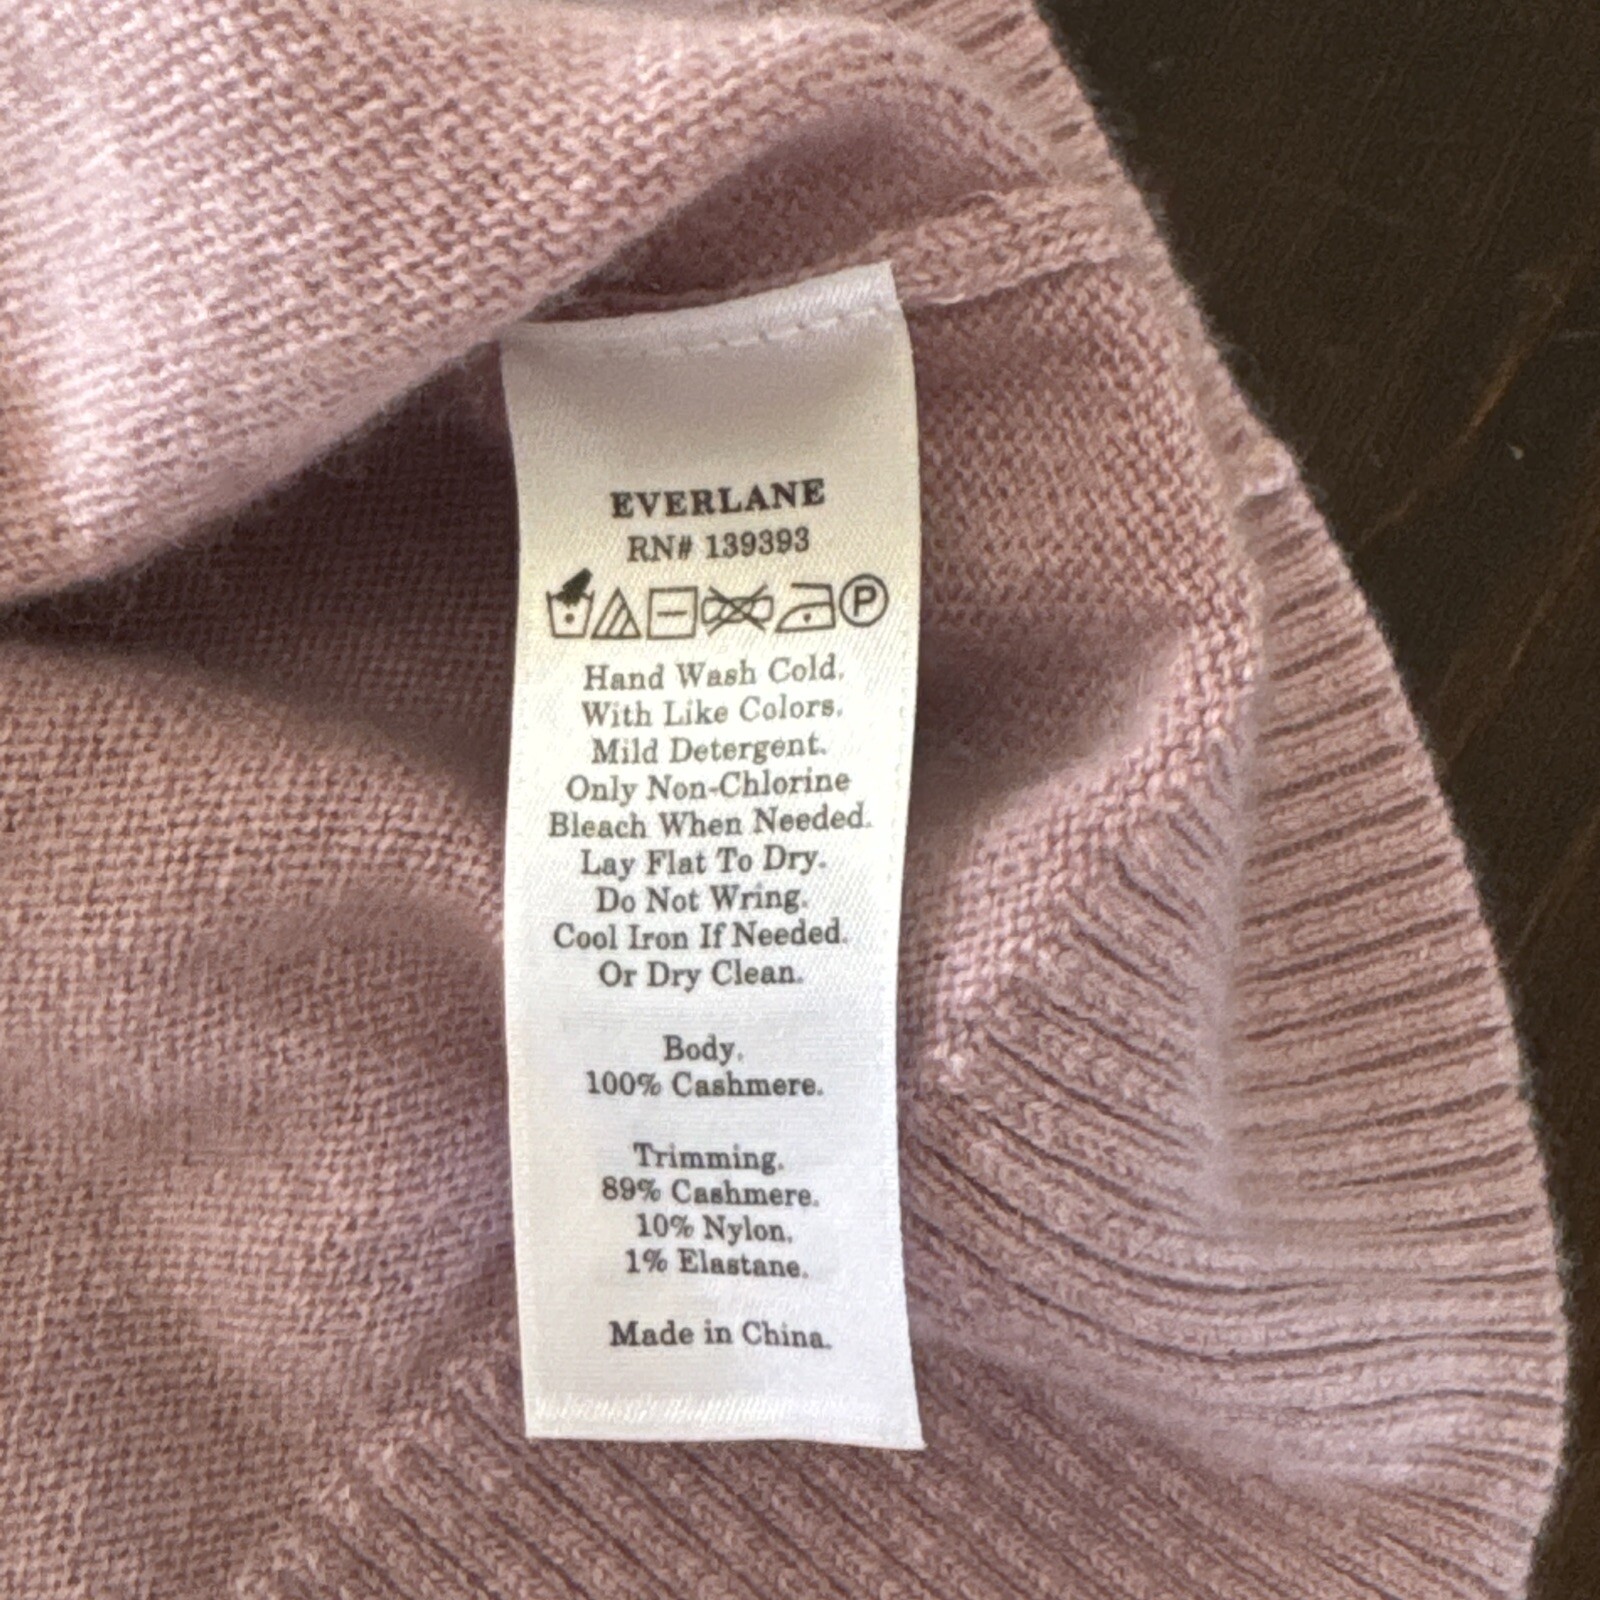 EVERLANE
RN# 139393
P
Hand Wash Cold.
With Like Colors.
Mild Detergent.
Only Non-Chlorine
Bleach When Needed.
Lay Flat To Dry.
Do Not Wring.
Cool Iron If Needed.
Or Dry Clean.
Body.
100% Cashmere.
Trimming.
89% Cashmere.
10% Nylon.
1% Elastane.
Made in China.